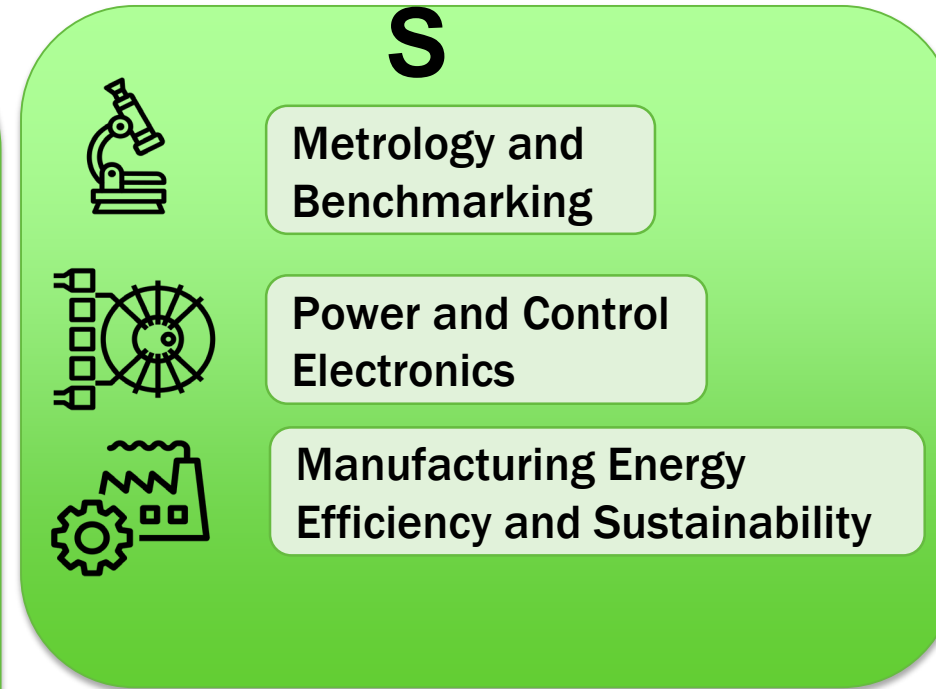 S
Metrology and
Benchmarking
Power and Control
Electronics
Manufacturing Energy
Efficiency and Sustainability